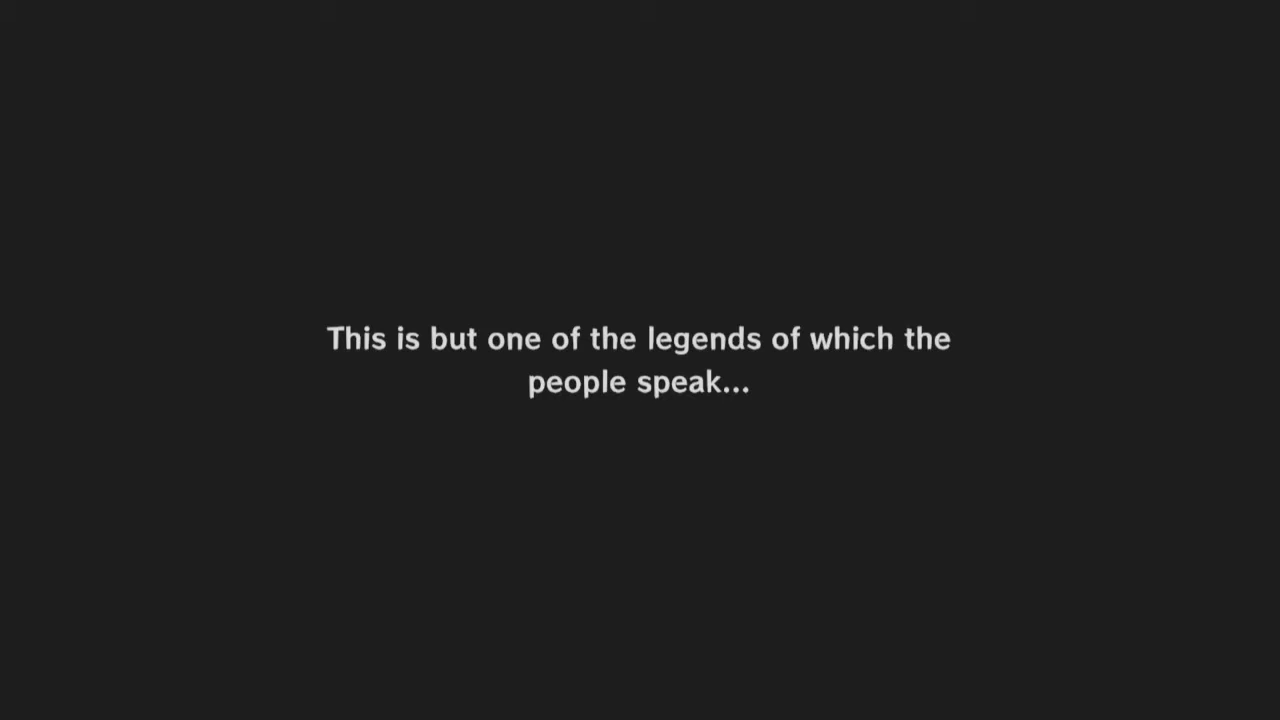 This is but one of the legends of which the
people speak...